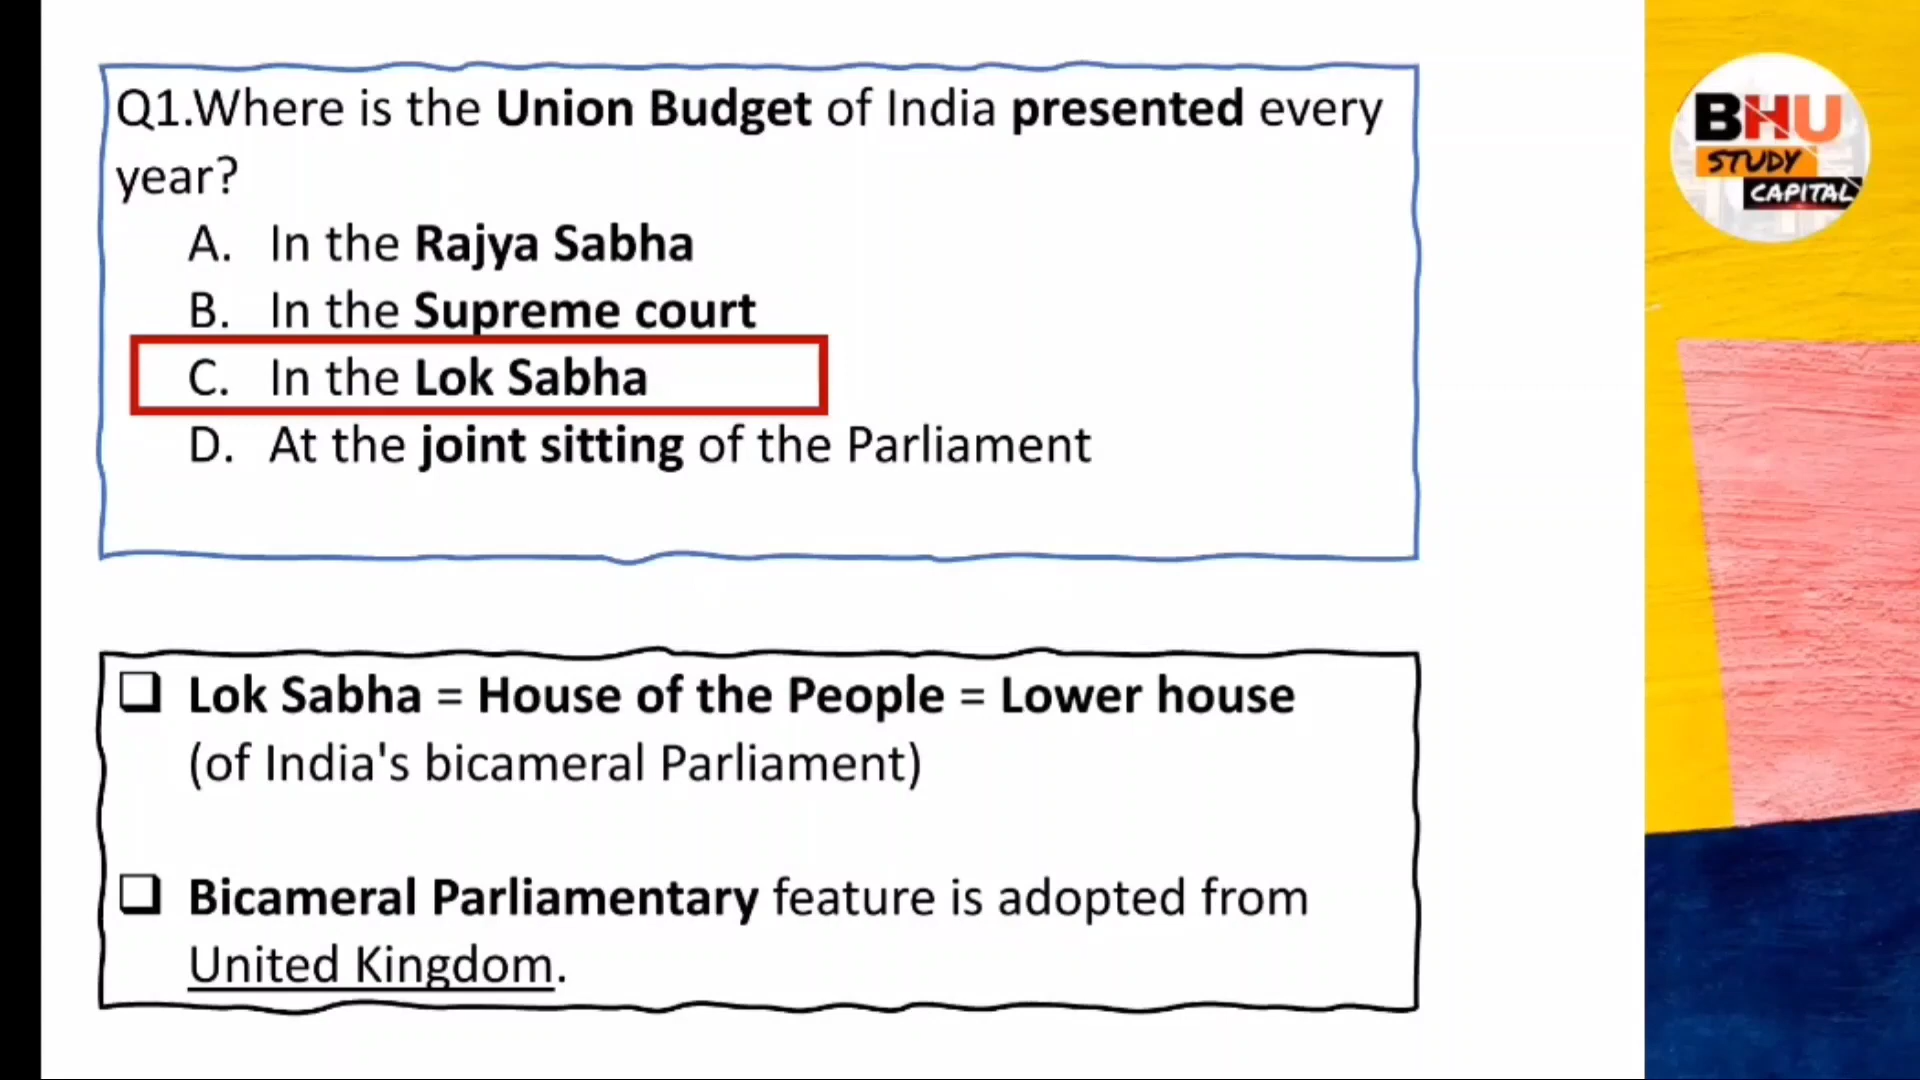 Q1.Where is the Union Budget of India presented every
year?
A. In the Rajya Sabha
B. In the Supreme court
C. In the Lok Sabha
D. At the joint sitting of the Parliament
❑ Lok Sabha = House of the People = Lower house
(of India's bicameral Parliament)
❑ Bicameral Parliamentary feature is adopted from
United Kingdom.
BHU
STUDY
CAPITAL